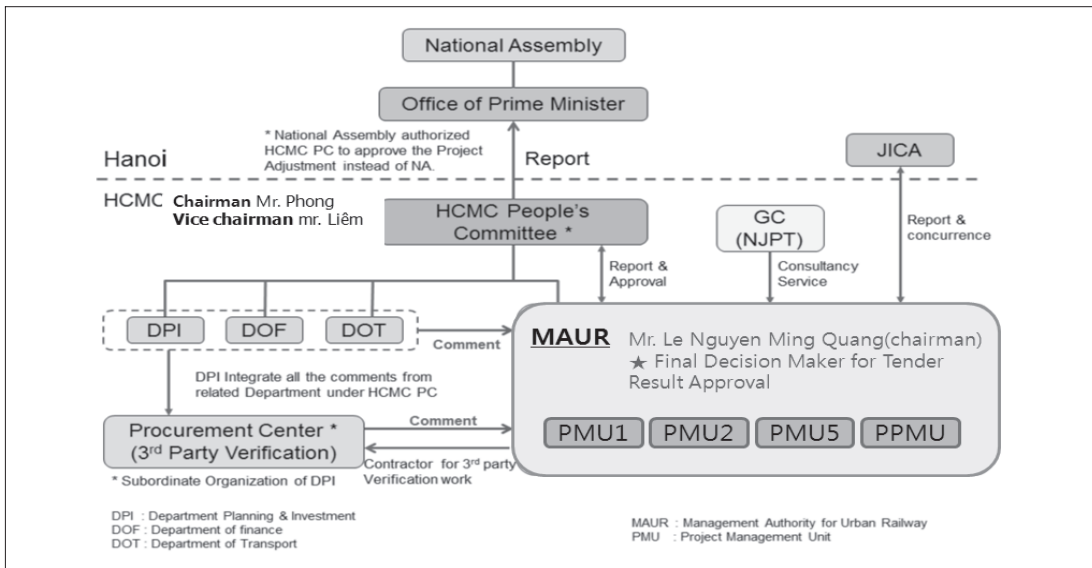 National Assembly
Office of Prime Minister
* National Assembly authorized
HCMC PC to approve the Project
Adjustment instead of NA.
Report
JICA
Hanoi
HCMC
Chairman Mr. Phong
Vice chairman mr. Liêm
HCMC People's
Committee *
GC
(NJPT)
Report &
concurrence
Report &
Approval
Consultancy
Service
DPI
DOF
DOT
Comment
MAUR
Mr. Le Nguyen Ming Quang(chairman)
★ Final Decision Maker for Tender
Result Approval
DPI Integrate all the comments from
related Department under HCMC PC
PMU1
PMU2
PMU5
PPMU
Procurement Center *
(3rd Party Verification)
Comment
Contractor for 3rd party
Verification work
* Subordinate Organization of DPI
DPI : Department Planning & Investment
DOF : Department of finance
DOT : Department of Transport
MAUR : Management Authority for Urban Railway
PMU : Project Management Unit